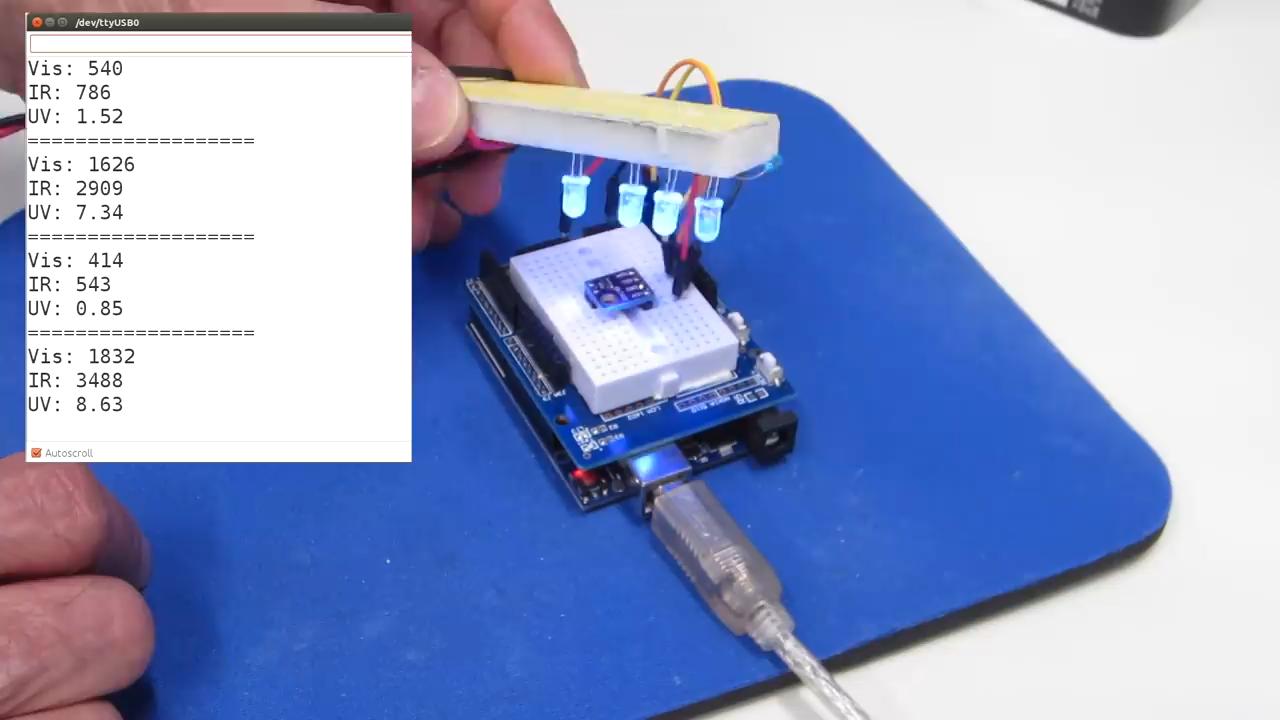 /dev/ttyUSB0
Vis: 540
IR: 786
UV: 1.52
===================
Vis: 1626
IR: 2909
UV: 7.34
===================
Vis: 414
IR: 543
UV: 0.85
===================
Vis: 1832
IR: 3488
UV: 8.63
Autoscroll